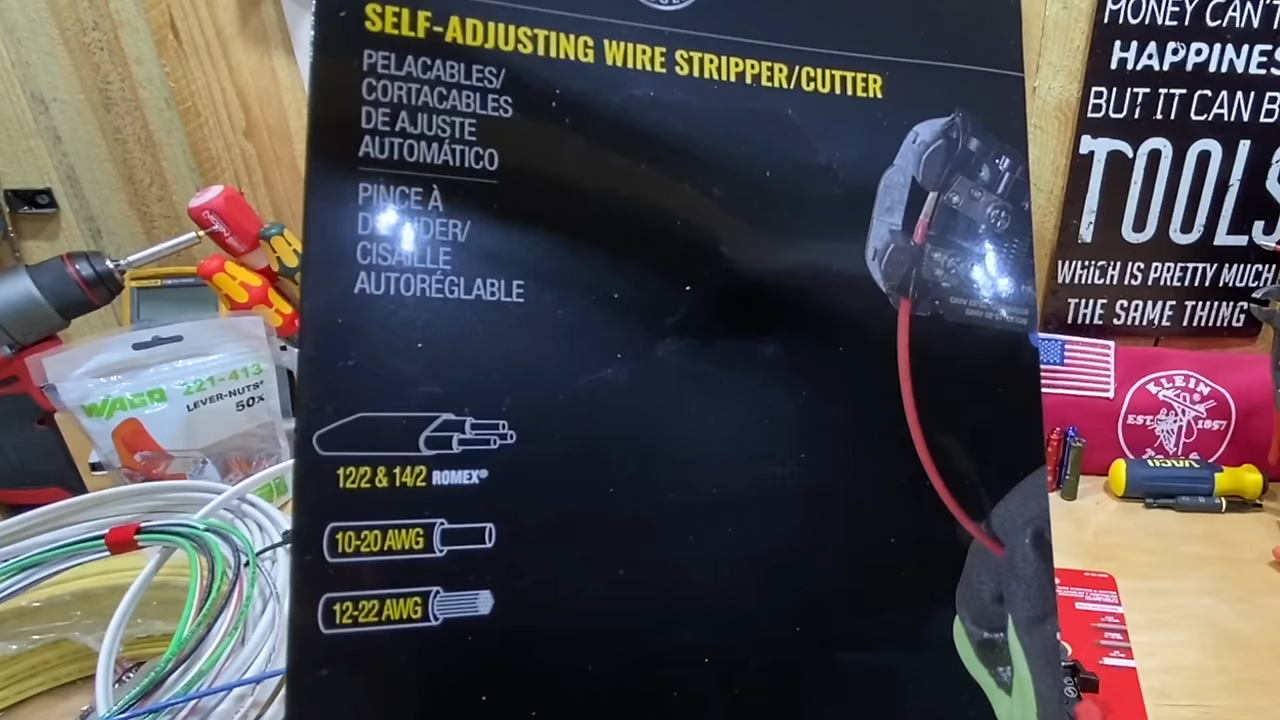 SELF-ADJUSTING WIRE STRIPPER/CUTTER
PELACABLES/
CORTACABLES
DE AJUSTE
AUTOMÁTICO
PINCE À
CISAILLE
AUTORÉGLABLE
12/2 & 14/2 ROMEX®
10-20 AWG
12-22 AWG
WAGO 221-413
LEVER-NUTS®
50X
MONEY CAN'T
HAPPINES
BUT IT CAN B
TOOLS
WHICH IS PRETTY MUCH
THE SAME THING
KLEIN
EST. 1857
TOOLS